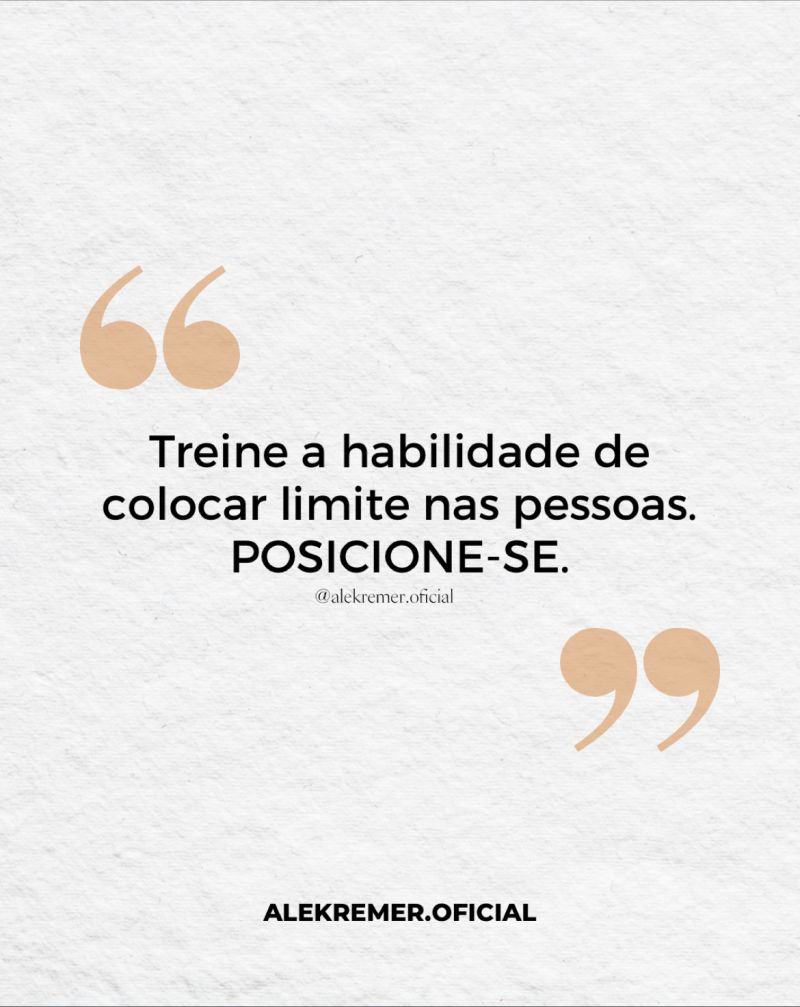 Treine a habilidade de
colocar limite nas pessoas.
POSICIONE-SE.
@alekremer.oficial
ALEKREMER.OFICIAL